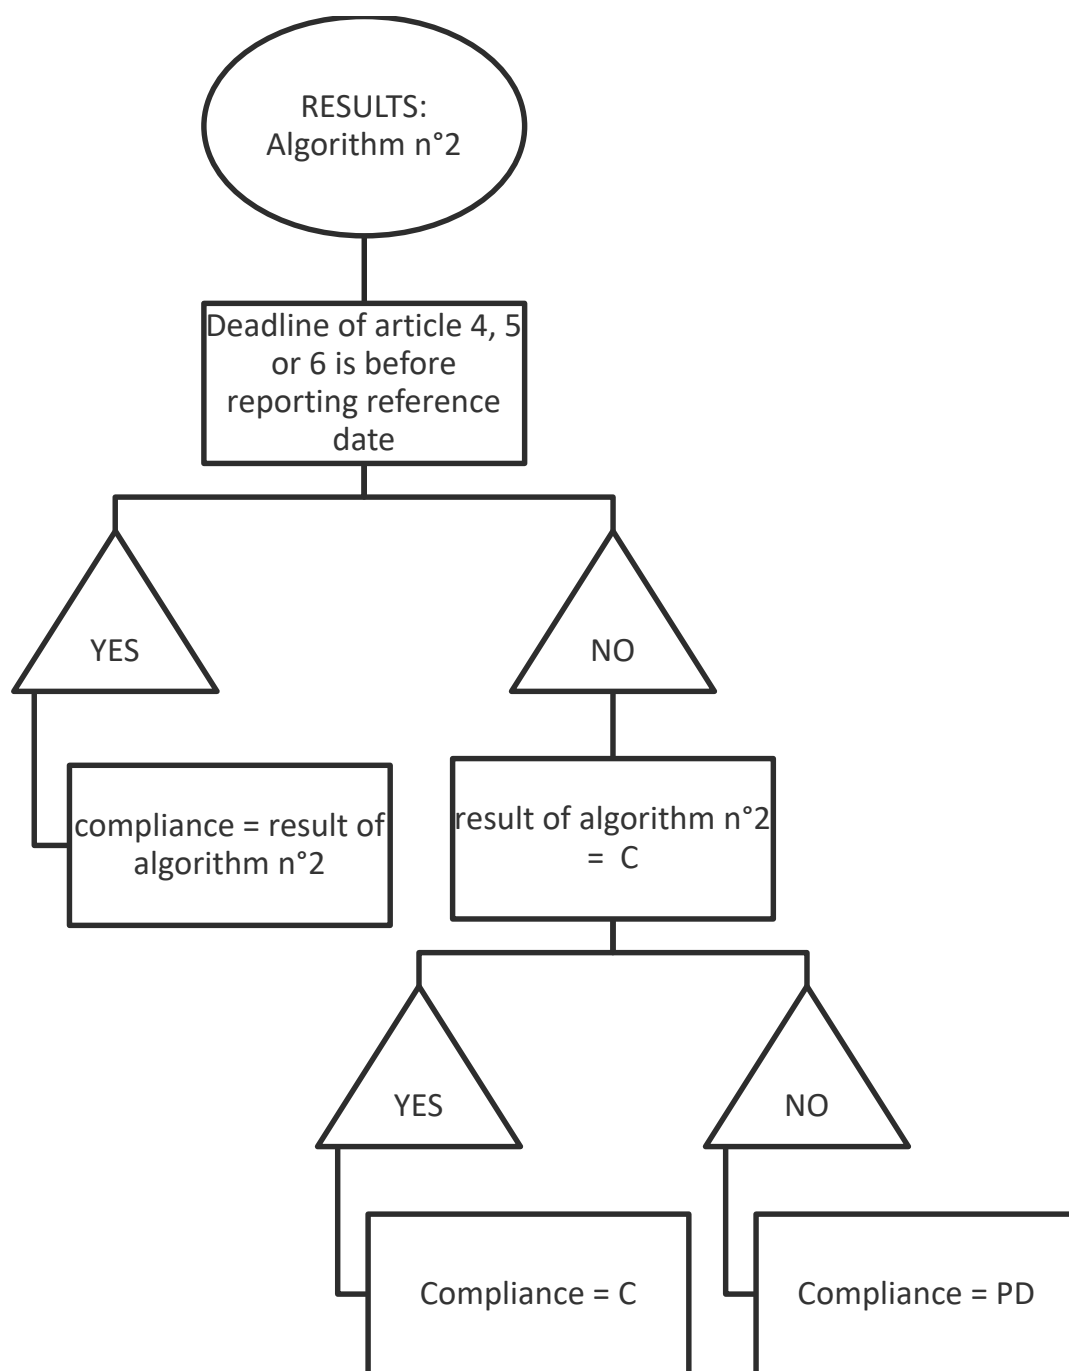 RESULTS:
Algorithm n°2
Deadline of article 4, 5
or 6 is before
reporting reference
date
YES
NO
compliance = result of
algorithm n°2
result of algorithm n°2
= C
YES
NO
Compliance = C
Compliance = PD